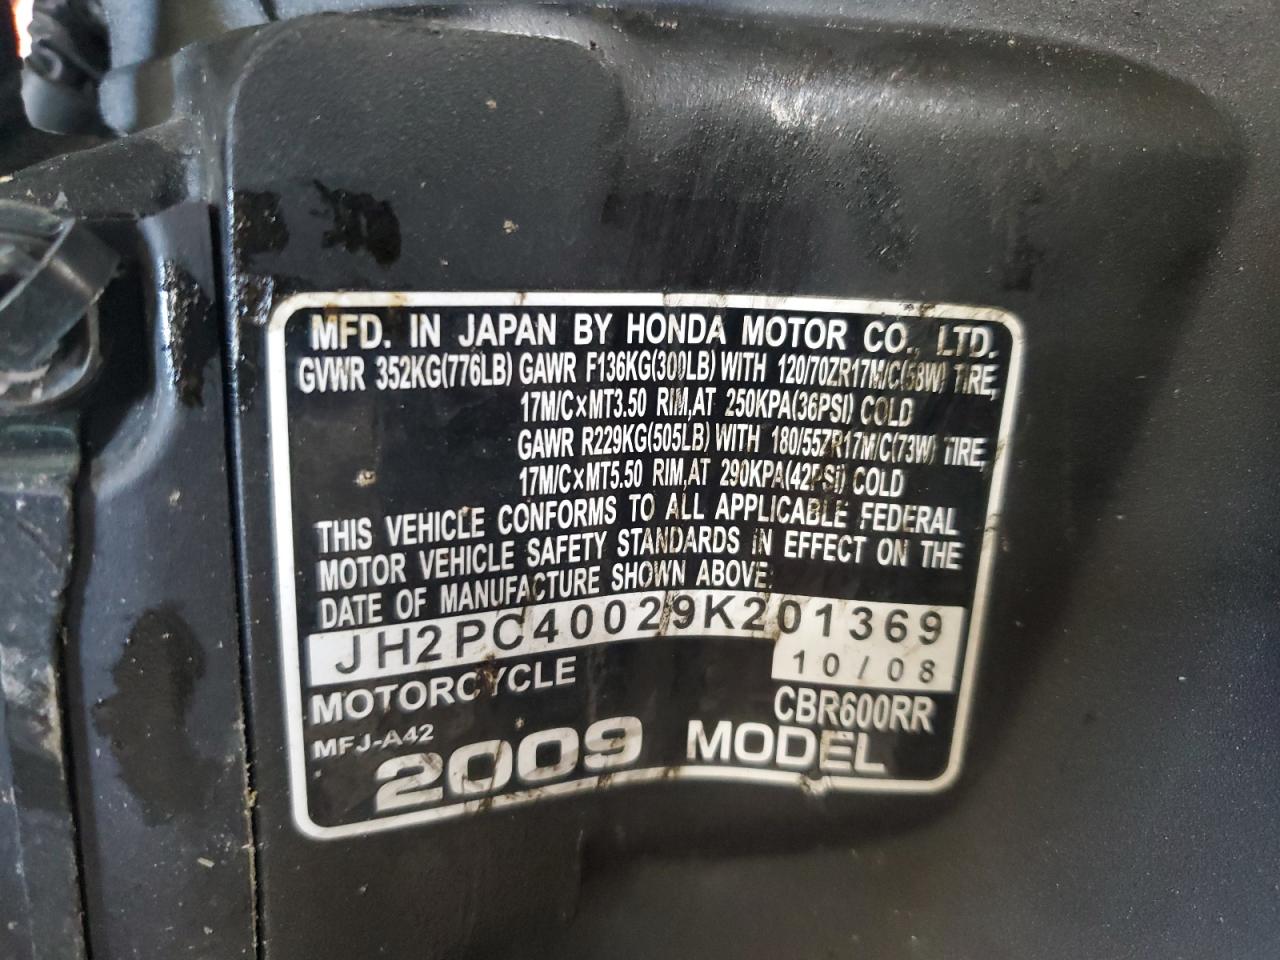 MFD. IN JAPAN BY HONDA MOTOR CO., LTD.
GVWR 352KG(776LB) GAWR F136KG(300LB) WITH 120/70ZR17M/C(58W) TIRE,
17M/C×MT3.50 RIM,AT 250KPA(36PSI) COLD
GAWR R229KG(505LB) WITH 180/55ZR17M/C(73W) TIRE,
17M/C×MT5.50 RIM,AT 290KPA(42PSI) COLD
THIS VEHICLE CONFORMS TO ALL APPLICABLE FEDERAL
MOTOR VEHICLE SAFETY STANDARDS IN EFFECT ON THE
DATE OF MANUFACTURE SHOWN ABOVE.
JH2PC40029K201369
10/08
MOTORCYCLE CBR600RR
MFJ-A42
2009 MODEL